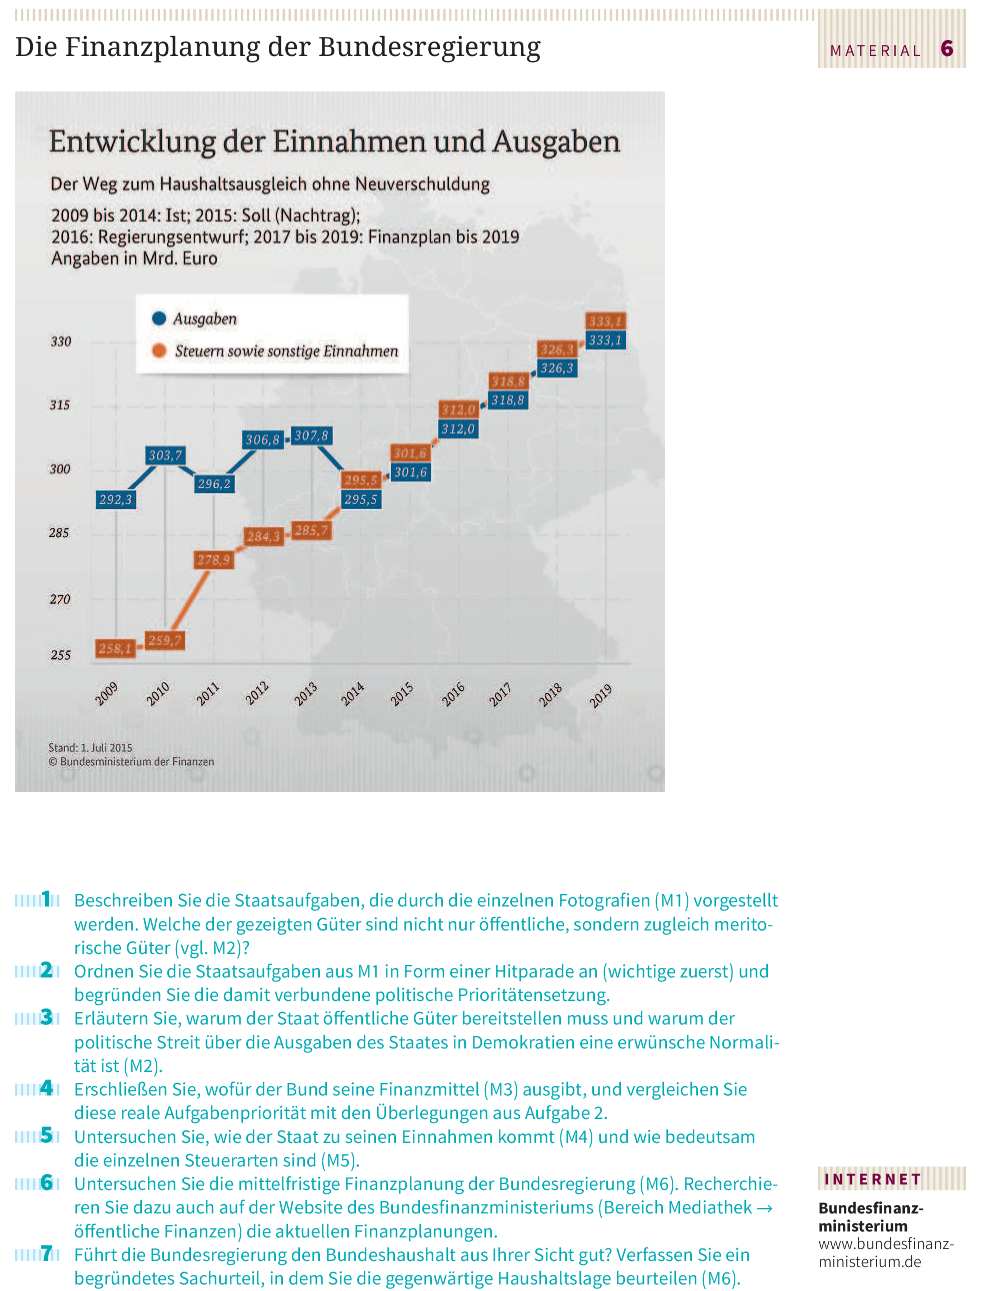 Die Finanzplanung der Bundesregierung
MATERIAL 6
Entwicklung der Einnahmen und Ausgaben
Der Weg zum Haushaltsausgleich ohne Neuverschuldung
2009 bis 2014: Ist; 2015: Soll (Nachtrag);
2016: Regierungsentwurf; 2017 bis 2019: Finanzplan bis 2019
Angaben in Mrd. Euro
Ausgaben
Steuern sowie sonstige Einnahmen
330
315
300
285
270
255
292,3
303,7
296,2
306,8
307,8
295,5
301,6
312,0
318,8
326,3
333,1
258,1
259,7
278,9
284,3
285,7
295,5
301,6
312,0
318,8
326,3
333,1
2009
2010
2011
2012
2013
2014
2015
2016
2017
2018
2019
Stand: 1. Juli 2015
© Bundesministerium der Finanzen
1 Beschreiben Sie die Staatsaufgaben, die durch die einzelnen Fotografien (M1) vorgestellt
werden. Welche der gezeigten Güter sind nicht nur öffentliche, sondern zugleich merito-
rische Güter (vgl. M2)?
2 Ordnen Sie die Staatsaufgaben aus M1 in Form einer Hitparade an (wichtige zuerst) und
begründen Sie die damit verbundene politische Prioritätensetzung.
3 Erläutern Sie, warum der Staat öffentliche Güter bereitstellen muss und warum der
politische Streit über die Ausgaben des Staates in Demokratien eine erwünsche Normali-
tät ist (M2).
4 Erschließen Sie, wofür der Bund seine Finanzmittel (M3) ausgibt, und vergleichen Sie
diese reale Aufgabenpriorität mit den Überlegungen aus Aufgabe 2.
5 Untersuchen Sie, wie der Staat zu seinen Einnahmen kommt (M4) und wie bedeutsam
die einzelnen Steuerarten sind (M5).
6 Untersuchen Sie die mittelfristige Finanzplanung der Bundesregierung (M6). Recherchie-
ren Sie dazu auch auf der Website des Bundesfinanzministeriums (Bereich Mediathek →
öffentliche Finanzen) die aktuellen Finanzplanungen.
7 Führt die Bundesregierung den Bundeshaushalt aus Ihrer Sicht gut? Verfassen Sie ein
begründetes Sachurteil, in dem Sie die gegenwärtige Haushaltslage beurteilen (M6).
INTERNET
Bundesfinanz-
ministerium
www.bundesfinanz-
ministerium.de